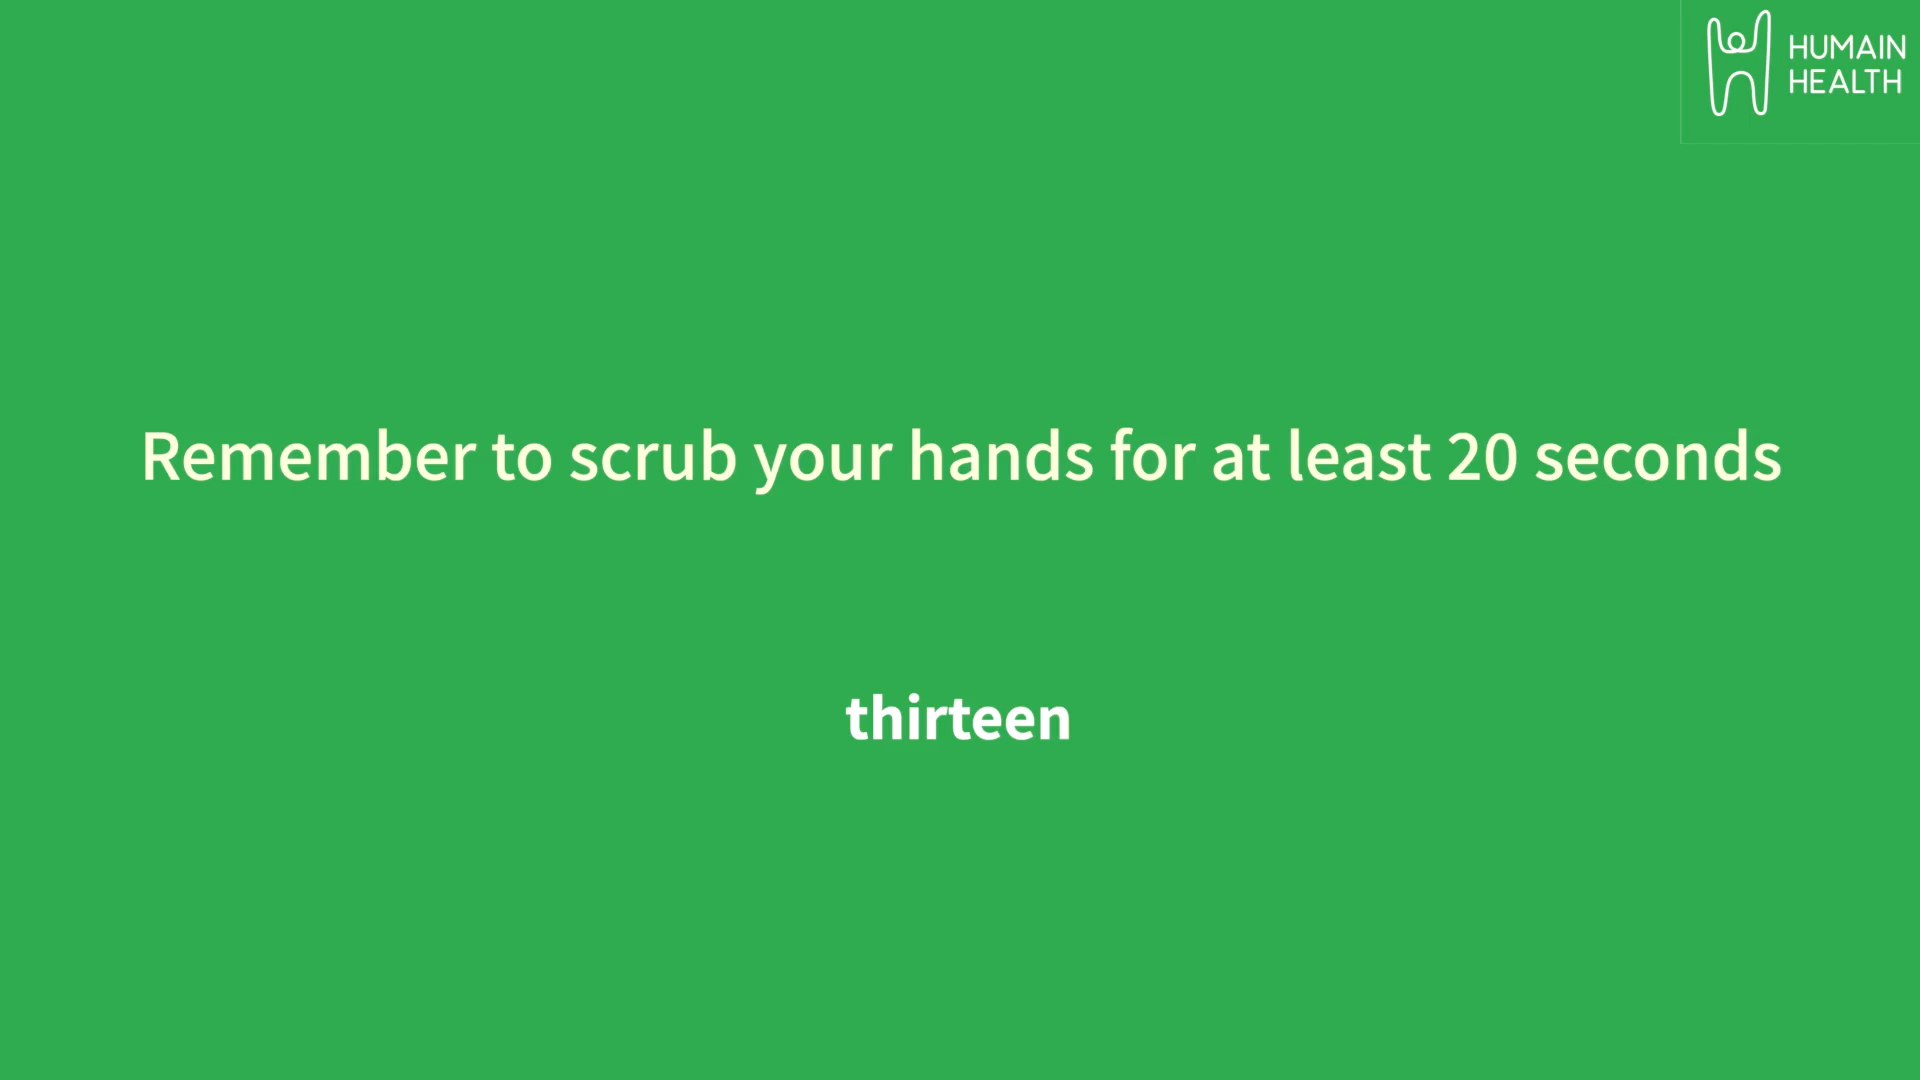 HUMAIN
HEALTH
Remember to scrub your hands for at least 20 seconds
thirteen